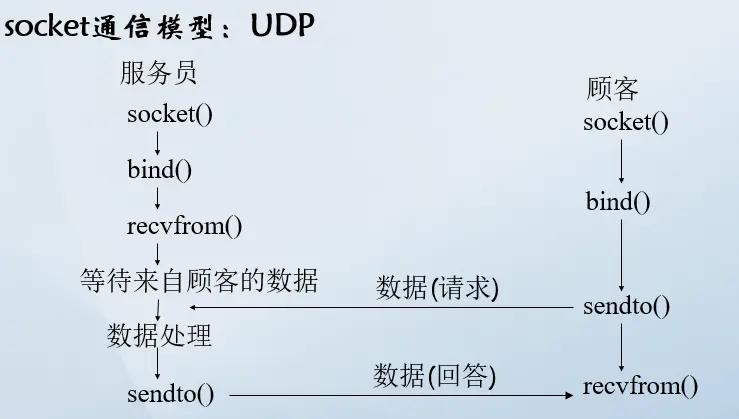 socket通信模型：UDP
服务员
socket()
bind()
recvfrom()
等待来自顾客的数据
数据处理
sendto()
数据(请求)
数据(回答)
顾客
socket()
bind()
sendto()
recvfrom()